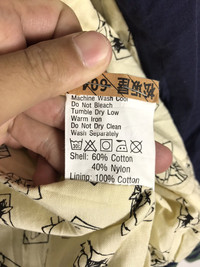 Machine Wash Cool
Do Not Bleach
Tumble Dry Low
Warm Iron
Do Not Dry Clean
Wash Separately
Shell: 60% Cotton
40% Nylon
Lining: 100% Cotton